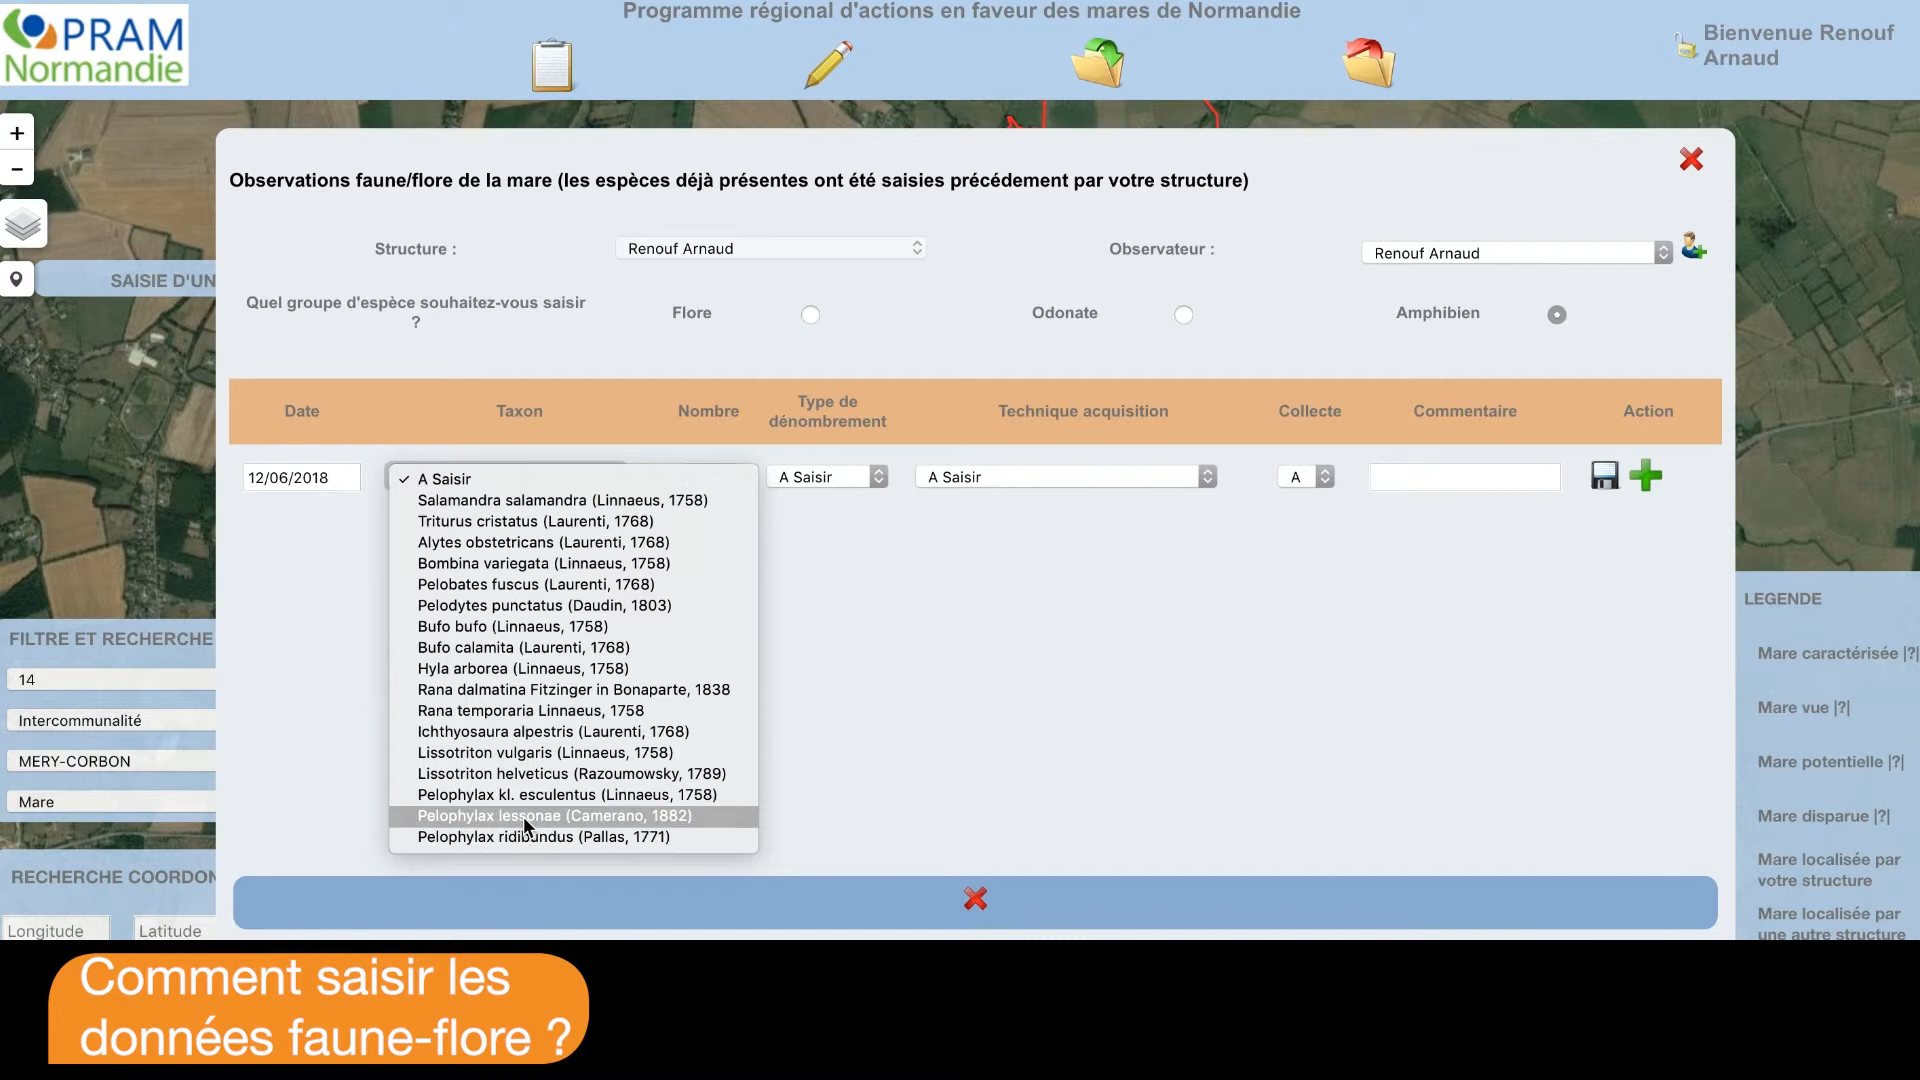 Programme régional d'actions en faveur des mares de Normandie
PRAM
Normandie
Bienvenue Renouf
Arnaud
+
−
Observations faune/flore de la mare (les espèces déjà présentes ont été saisies précédement par votre structure)
Structure :
Renouf Arnaud
Observateur :
Renouf Arnaud
SAISIE D'UN
Quel groupe d'espèce souhaitez-vous saisir
?
Flore
Odonate
Amphibien
Date
Taxon
Nombre
Type de
dénombrement
Technique acquisition
Collecte
Commentaire
Action
12/06/2018
✓ A Saisir
Salamandra salamandra (Linnaeus, 1758)
Triturus cristatus (Laurenti, 1768)
Alytes obstetricans (Laurenti, 1768)
Bombina variegata (Linnaeus, 1758)
Pelobates fuscus (Laurenti, 1768)
Pelodytes punctatus (Daudin, 1803)
Bufo bufo (Linnaeus, 1758)
Bufo calamita (Laurenti, 1768)
Hyla arborea (Linnaeus, 1758)
Rana dalmatina Fitzinger in Bonaparte, 1838
Rana temporaria Linnaeus, 1758
Ichthyosaura alpestris (Laurenti, 1768)
Lissotriton vulgaris (Linnaeus, 1758)
Lissotriton helveticus (Razoumowsky, 1789)
Pelophylax kl. esculentus (Linnaeus, 1758)
Pelophylax lessonae (Camerano, 1882)
Pelophylax ridibundus (Pallas, 1771)
A Saisir
A Saisir
A
FILTRE ET RECHERCHE
14
Intercommunalité
MERY-CORBON
Mare
RECHERCHE COORDON
Longitude
Latitude
LEGENDE
Mare caractérisée |?|
Mare vue |?|
Mare potentielle |?|
Mare disparue |?|
Mare localisée par
votre structure
Mare localisée par
une autre structure
Comment saisir les
données faune-flore ?